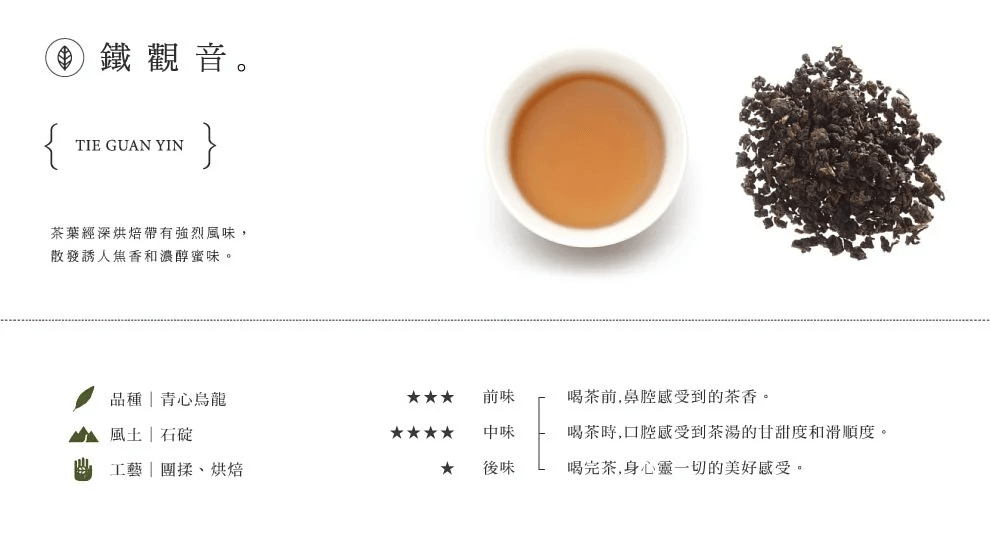 鐵觀音。
{ TIE GUAN YIN }
茶葉經深烘焙帶有強烈風味，
散發誘人焦香和濃醇蜜味。
品種｜青心烏龍
風土｜石碇
工藝｜團揉、烘焙
★★★ 前味 喝茶前,鼻腔感受到的茶香。
★★★★ 中味 喝茶時,口腔感受到茶湯的甘甜度和滑順度。
★ 後味 喝完茶,身心靈一切的美好感受。